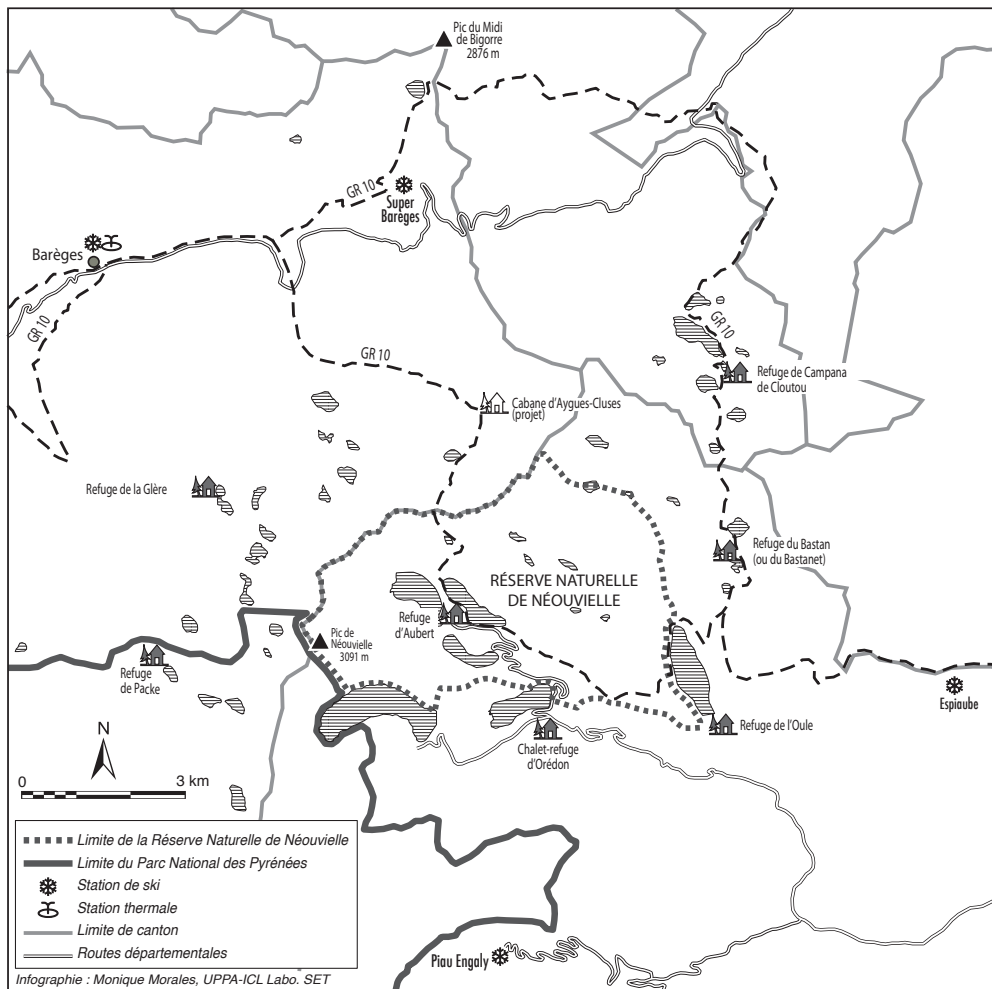 Pic du Midi
de Bigorre
2876 m
GR 10
Super
Barèges
Barèges
GR 10
GR 10
GR 10
Refuge de Campana
de Cloutou
Cabane d'Aygues-Cluses
(projet)
Refuge de la Glère
Refuge du Bastan
(ou du Bastanet)
RÉSERVE NATURELLE
DE NÉOUVIELLE
Refuge
d'Aubert
Pic de
Néouvielle
3091 m
Refuge
de Packe
Espiaube
Refuge de l'Oule
Chalet-refuge
d'Orédon
N
0 3 km
Limite de la Réserve Naturelle de Néouvielle
Limite du Parc National des Pyrénées
Station de ski
Station thermale
Limite de canton
Routes départementales
Piau Engaly
Infographie : Monique Morales, UPPA-ICL Labo. SET